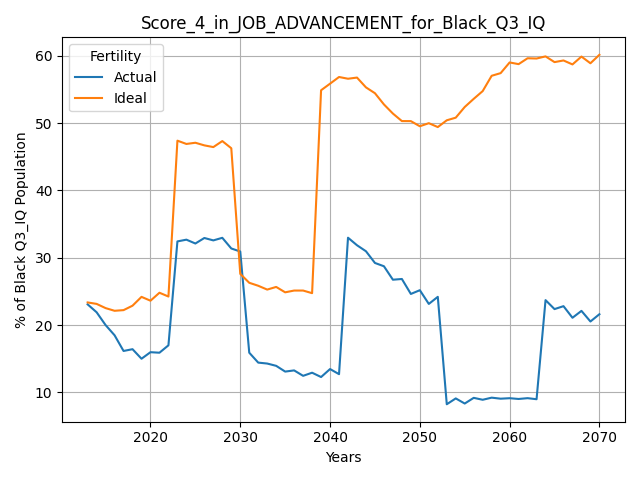 Score_4_in_JOB_ADVANCEMENT_for_Black_Q3_IQ
Fertility
Actual
Ideal
% of Black Q3_IQ Population
60
50
40
30
20
10
2020 2030 2040 2050 2060 2070
Years